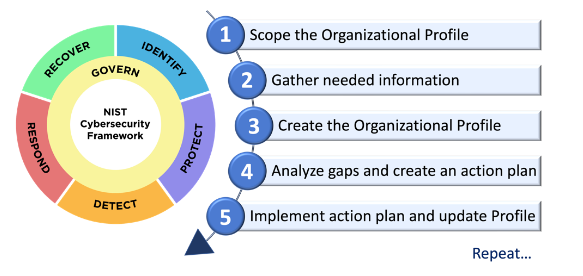 RECOVER
IDENTIFY
GOVERN
NIST
Cybersecurity
Framework
RESPOND
PROTECT
DETECT
1 Scope the Organizational Profile
2 Gather needed information
3 Create the Organizational Profile
4 Analyze gaps and create an action plan
5 Implement action plan and update Profile
Repeat...